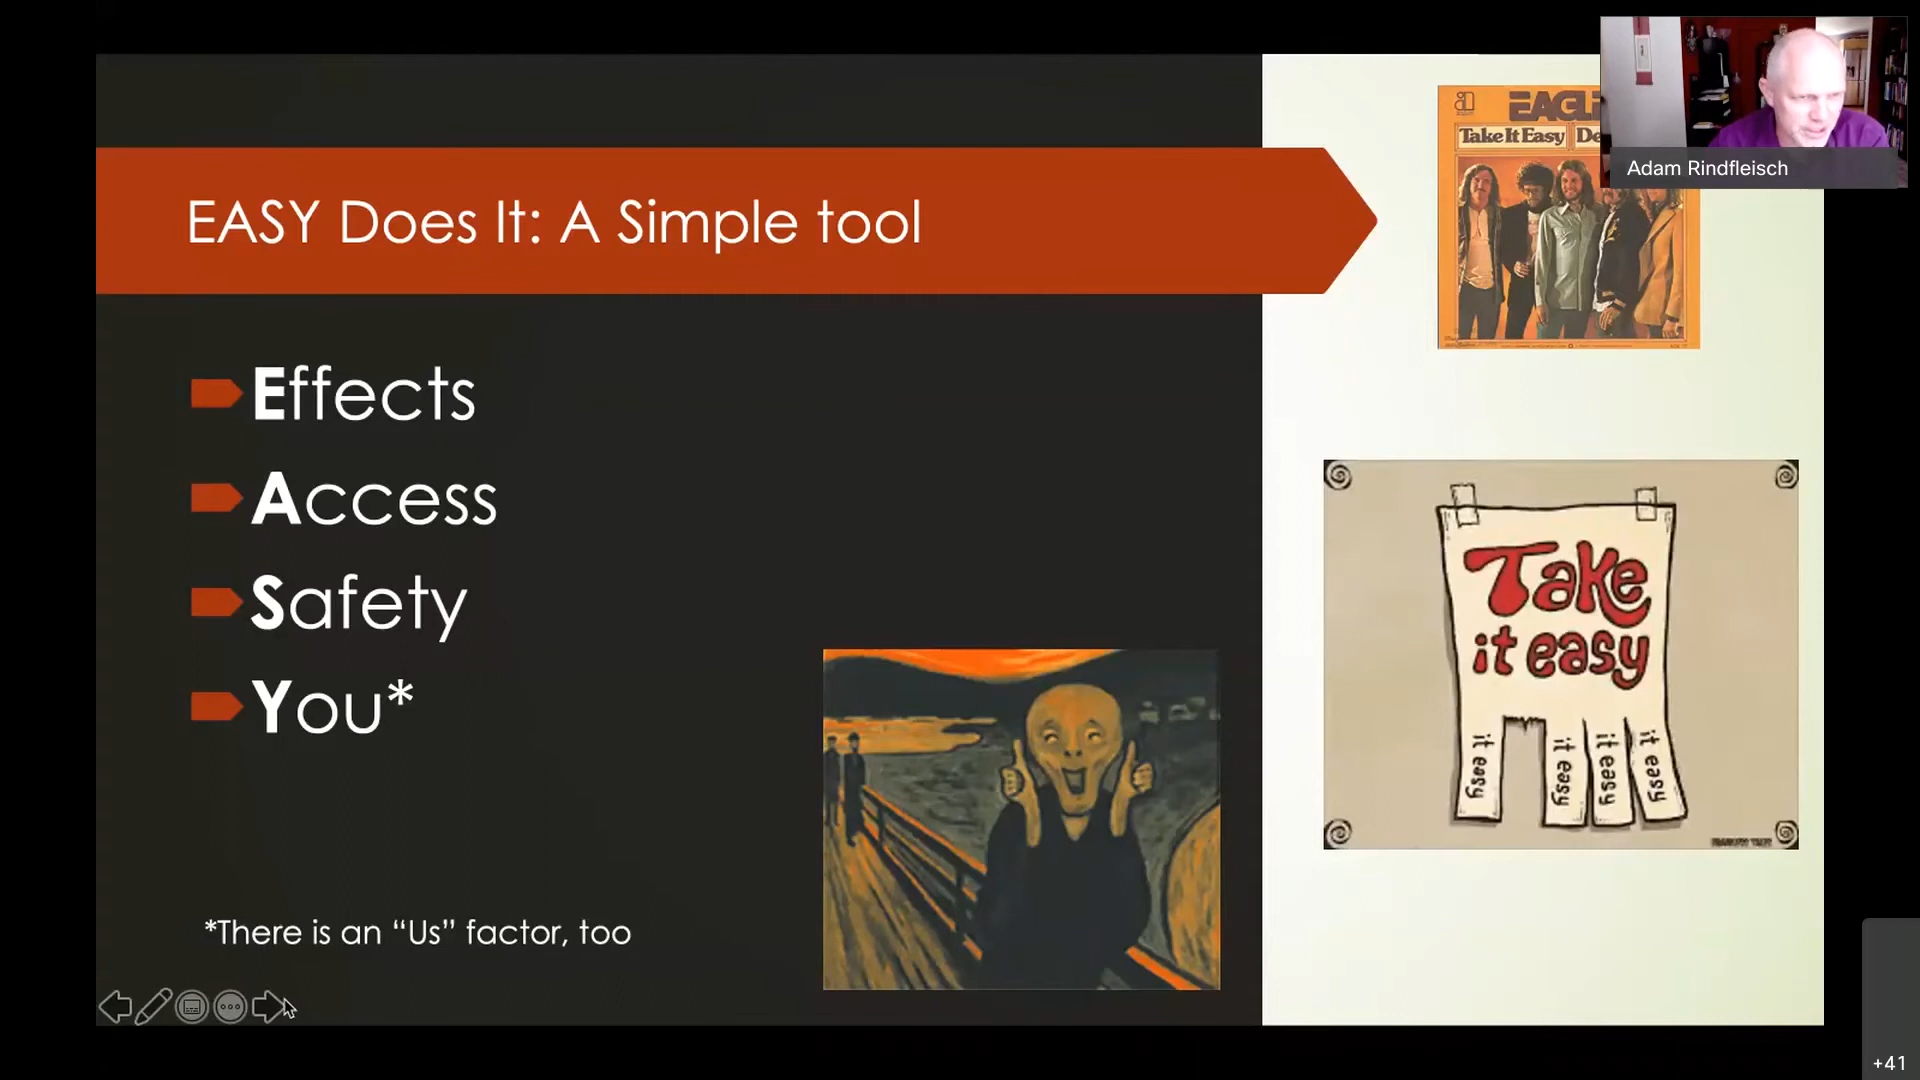 EASY Does It: A Simple tool
Effects
Access
Safety
You*
*There is an “Us” factor, too
Take It Easy
Take
it easy
it easy
it easy
it easy
it easy
Adam Rindfleisch
+41